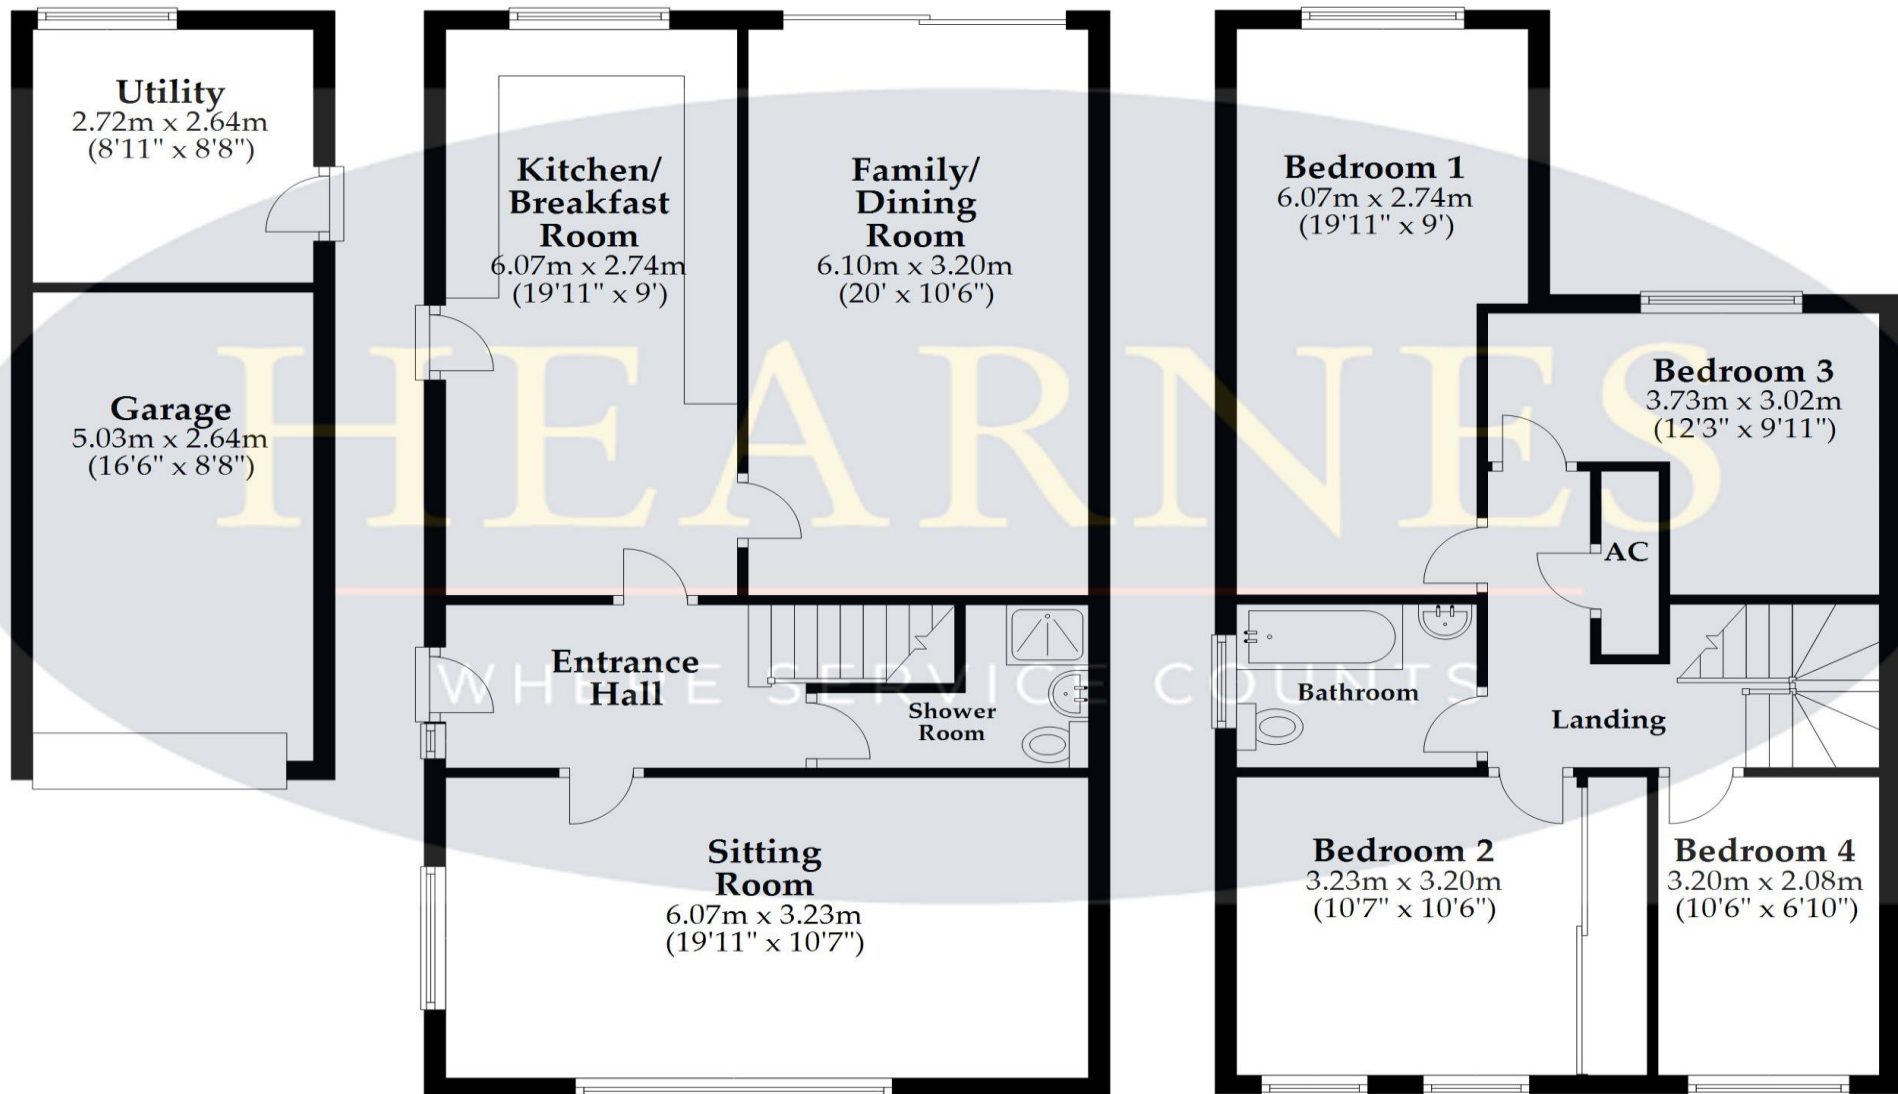 Utility
2.72m x 2.64m
(8'11" x 8'8")
Garage
5.03m x 2.64m
(16'6" x 8'8")
Kitchen/
Breakfast
Room
6.07m x 2.74m
(19'11" x 9')
Family/
Dining
Room
6.10m x 3.20m
(20' x 10'6")
Entrance
Hall
Shower
Room
Sitting
Room
6.07m x 3.23m
(19'11" x 10'7")
Bedroom 1
6.07m x 2.74m
(19'11" x 9')
Bedroom 3
3.73m x 3.02m
(12'3" x 9'11")
AC
Bathroom
Landing
Bedroom 2
3.23m x 3.20m
(10'7" x 10'6")
Bedroom 4
3.20m x 2.08m
(10'6" x 6'10")
HEARNES
WHERE SERVICE COUNTS